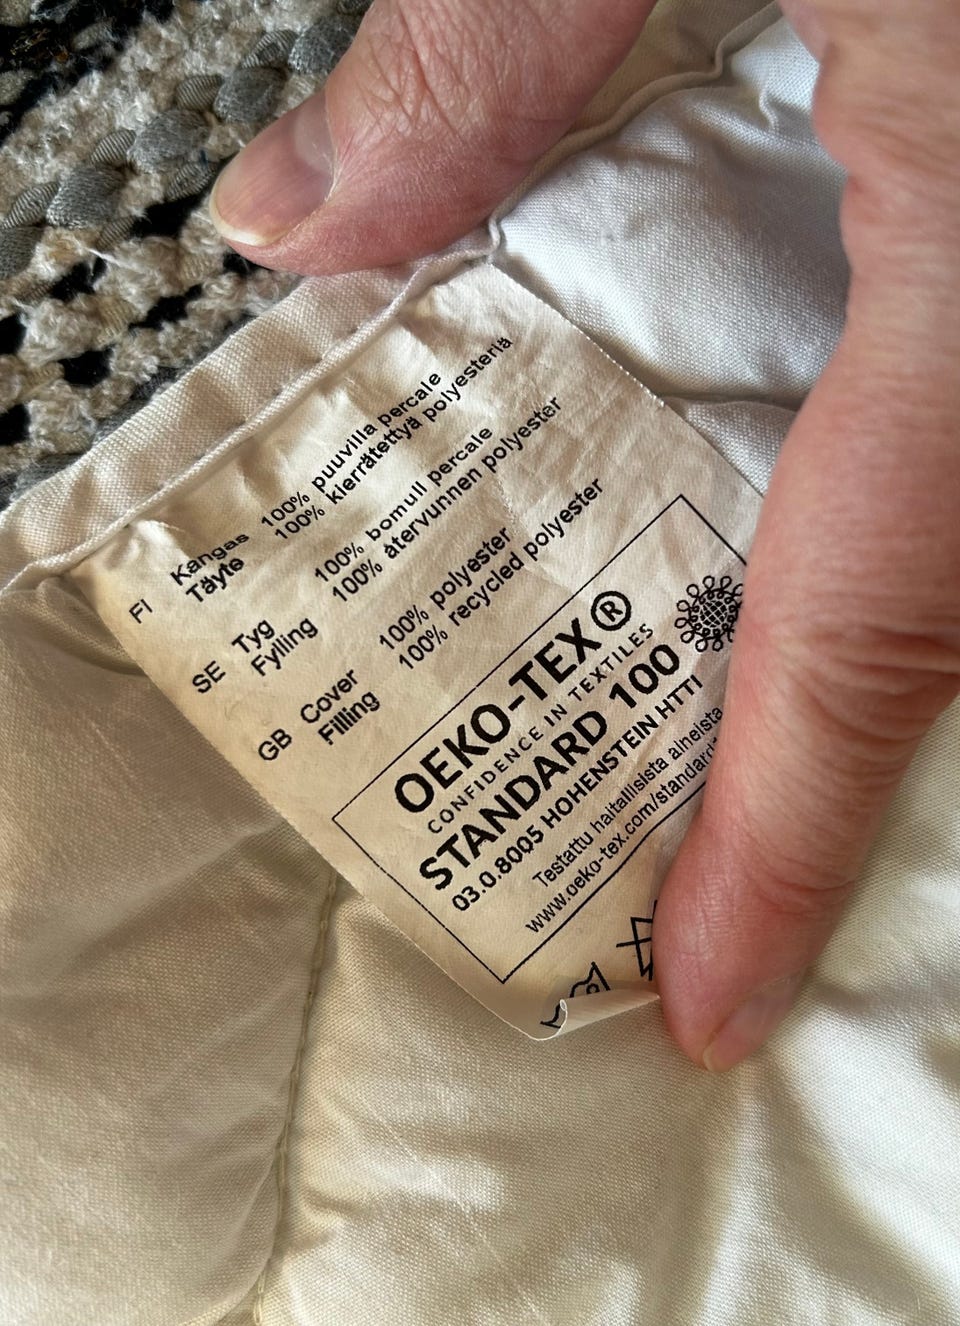 FI Kangas 100% puuvilla percale
Täyte 100% kierrätettyä polyesteriä
SE Tyg 100% bomull percale
Fylling 100% återvunnen polyester
GB Cover 100% polyester
Filling 100% recycled polyester
OEKO-TEX®
CONFIDENCE IN TEXTILES
STANDARD 100
03.0.8005 HOHENSTEIN HTTI
Testattu haitallisista aineista
www.oeko-tex.com/standard